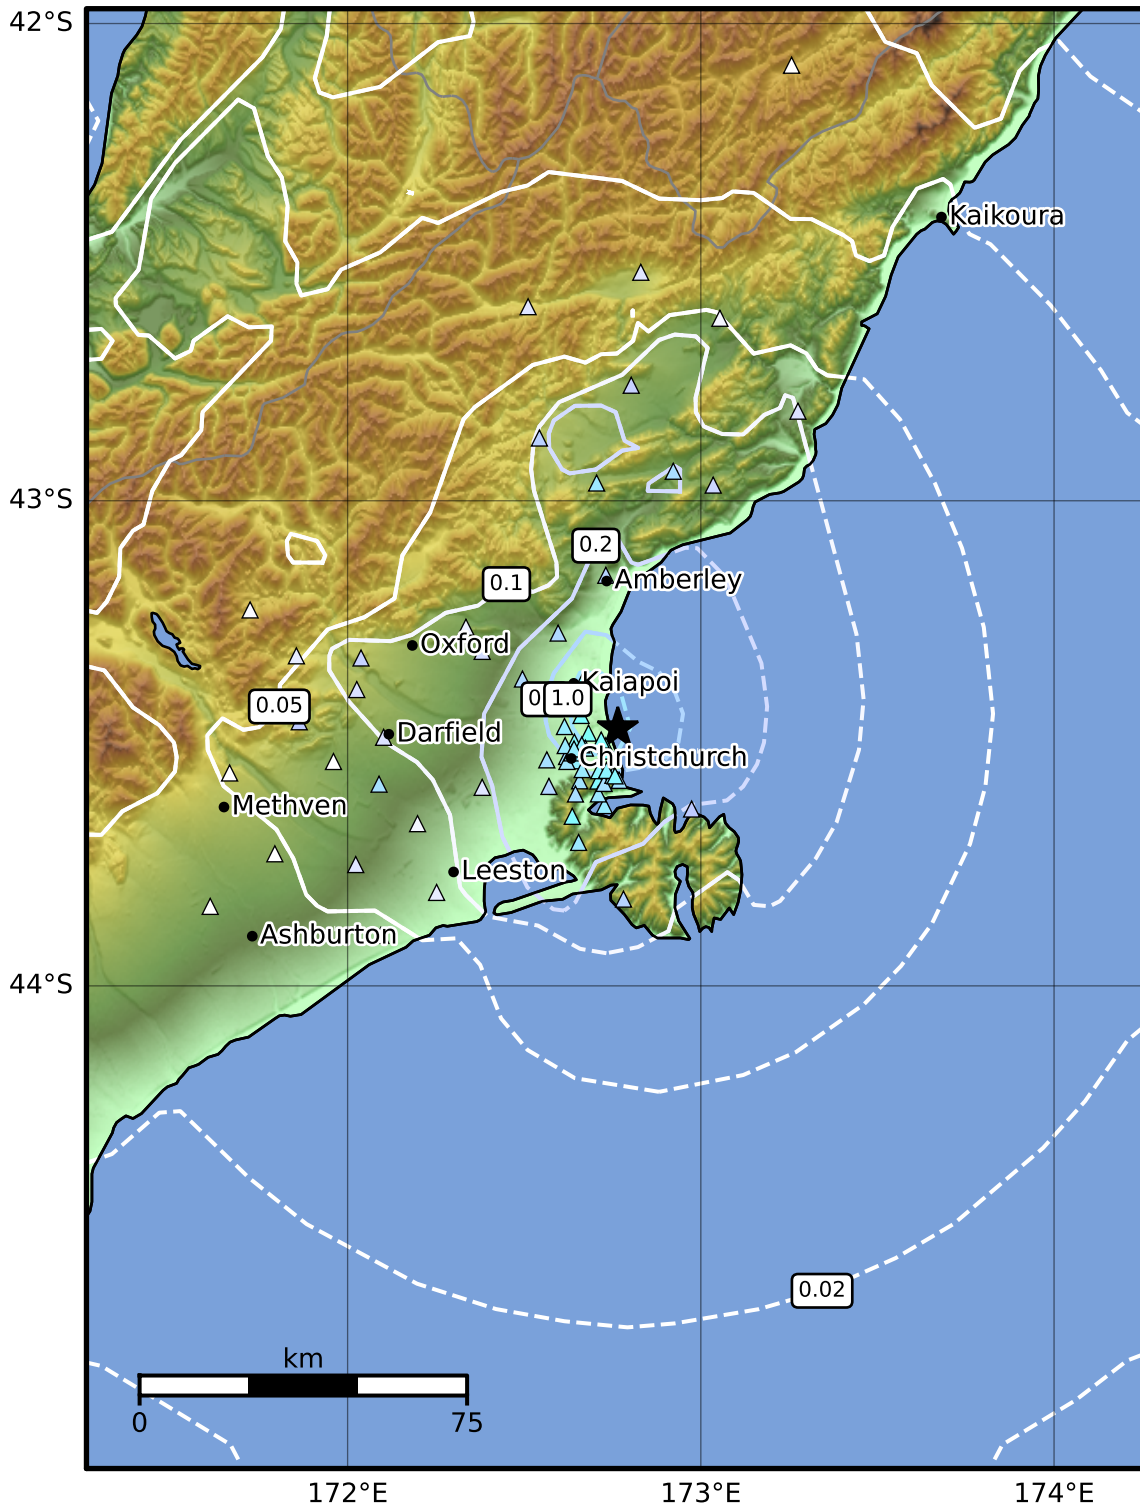 42°S
Kaikoura
43°S
0.2
0.1
Amberley
Oxford
Kaiapoi
0.05
1.0
Darfield
Christchurch
Methven
Leeston
Ashburton
44°S
0.02
km
0
75
172°E
173°E
174°E